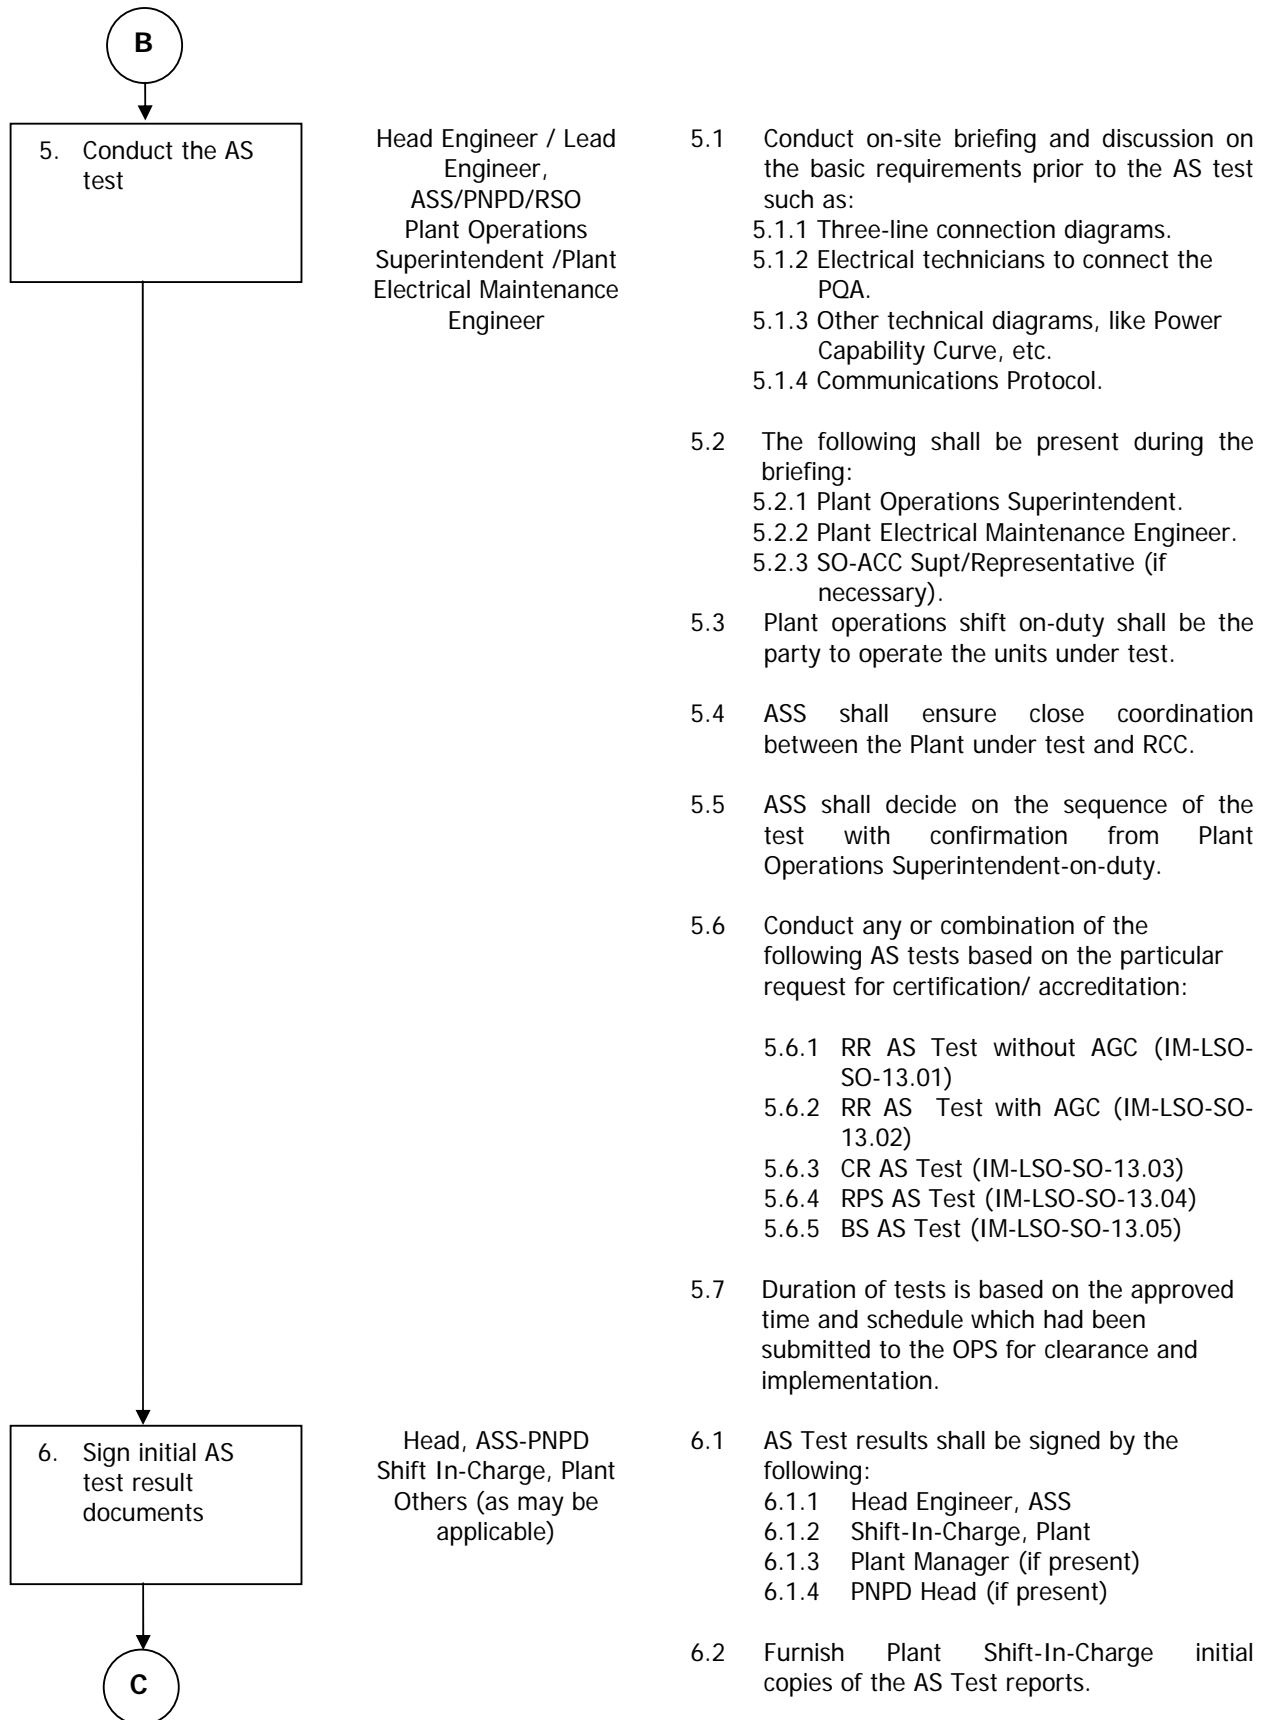 B
5. Conduct the AS
test
Head Engineer / Lead
Engineer,
ASS/PNPD/RSO
Plant Operations
Superintendent /Plant
Electrical Maintenance
Engineer
5.1 Conduct on-site briefing and discussion on
the basic requirements prior to the AS test
such as:
5.1.1 Three-line connection diagrams.
5.1.2 Electrical technicians to connect the
PQA.
5.1.3 Other technical diagrams, like Power
Capability Curve, etc.
5.1.4 Communications Protocol.
5.2 The following shall be present during the
briefing:
5.2.1 Plant Operations Superintendent.
5.2.2 Plant Electrical Maintenance Engineer.
5.2.3 SO-ACC Supt/Representative (if
necessary).
5.3 Plant operations shift on-duty shall be the
party to operate the units under test.
5.4 ASS shall ensure close coordination
between the Plant under test and RCC.
5.5 ASS shall decide on the sequence of the
test with confirmation from Plant
Operations Superintendent-on-duty.
5.6 Conduct any or combination of the
following AS tests based on the particular
request for certification/ accreditation:
5.6.1 RR AS Test without AGC (IM-LSO-
SO-13.01)
5.6.2 RR AS Test with AGC (IM-LSO-SO-
13.02)
5.6.3 CR AS Test (IM-LSO-SO-13.03)
5.6.4 RPS AS Test (IM-LSO-SO-13.04)
5.6.5 BS AS Test (IM-LSO-SO-13.05)
5.7 Duration of tests is based on the approved
time and schedule which had been
submitted to the OPS for clearance and
implementation.
6. Sign initial AS
test result
documents
Head, ASS-PNPD
Shift In-Charge, Plant
Others (as may be
applicable)
6.1 AS Test results shall be signed by the
following:
6.1.1 Head Engineer, ASS
6.1.2 Shift-In-Charge, Plant
6.1.3 Plant Manager (if present)
6.1.4 PNPD Head (if present)
6.2 Furnish Plant Shift-In-Charge initial
copies of the AS Test reports.
C